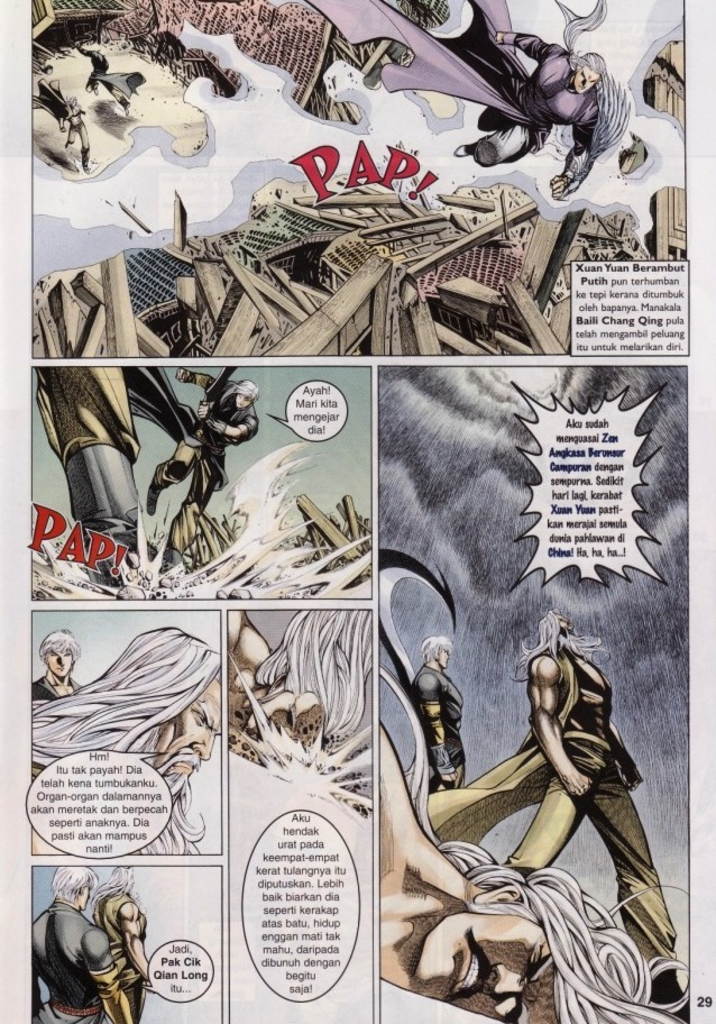 PAP!
Xuan Yuan Berambut
Putih pun terhumban
ke tepi kerana ditumbuk
oleh bapanya. Manakala
Baili Chang Qing pula
telah mengambil peluang
itu untuk melarikan diri.
Ayah!
Mari kita
mengejar
dia!
PAP!
Aku sudah
menguasai Zen
Angkasa Berunsur
Campuran dengan
sempurna. Sedikit
hari lagi, kerabat
Xuan Yuan pasti-
kan merajai semula
dunia pahlawan di
China! Ha, ha, ha...!
Hm!
Itu tak payah! Dia
telah kena tumbukanku.
Organ-organ dalamannya
akan meretak dan berpecah
seperti anaknya. Dia
pasti akan mampus
nanti!
Aku
hendak
urat pada
keempat-empat
kerat tulangnya itu
diputuskan. Lebih
baik biarkan dia
seperti kerakap
atas batu, hidup
enggan mati tak
mahu, daripada
dibunuh dengan
begitu
saja!
Jadi,
Pak Cik
Qian Long
itu...
29